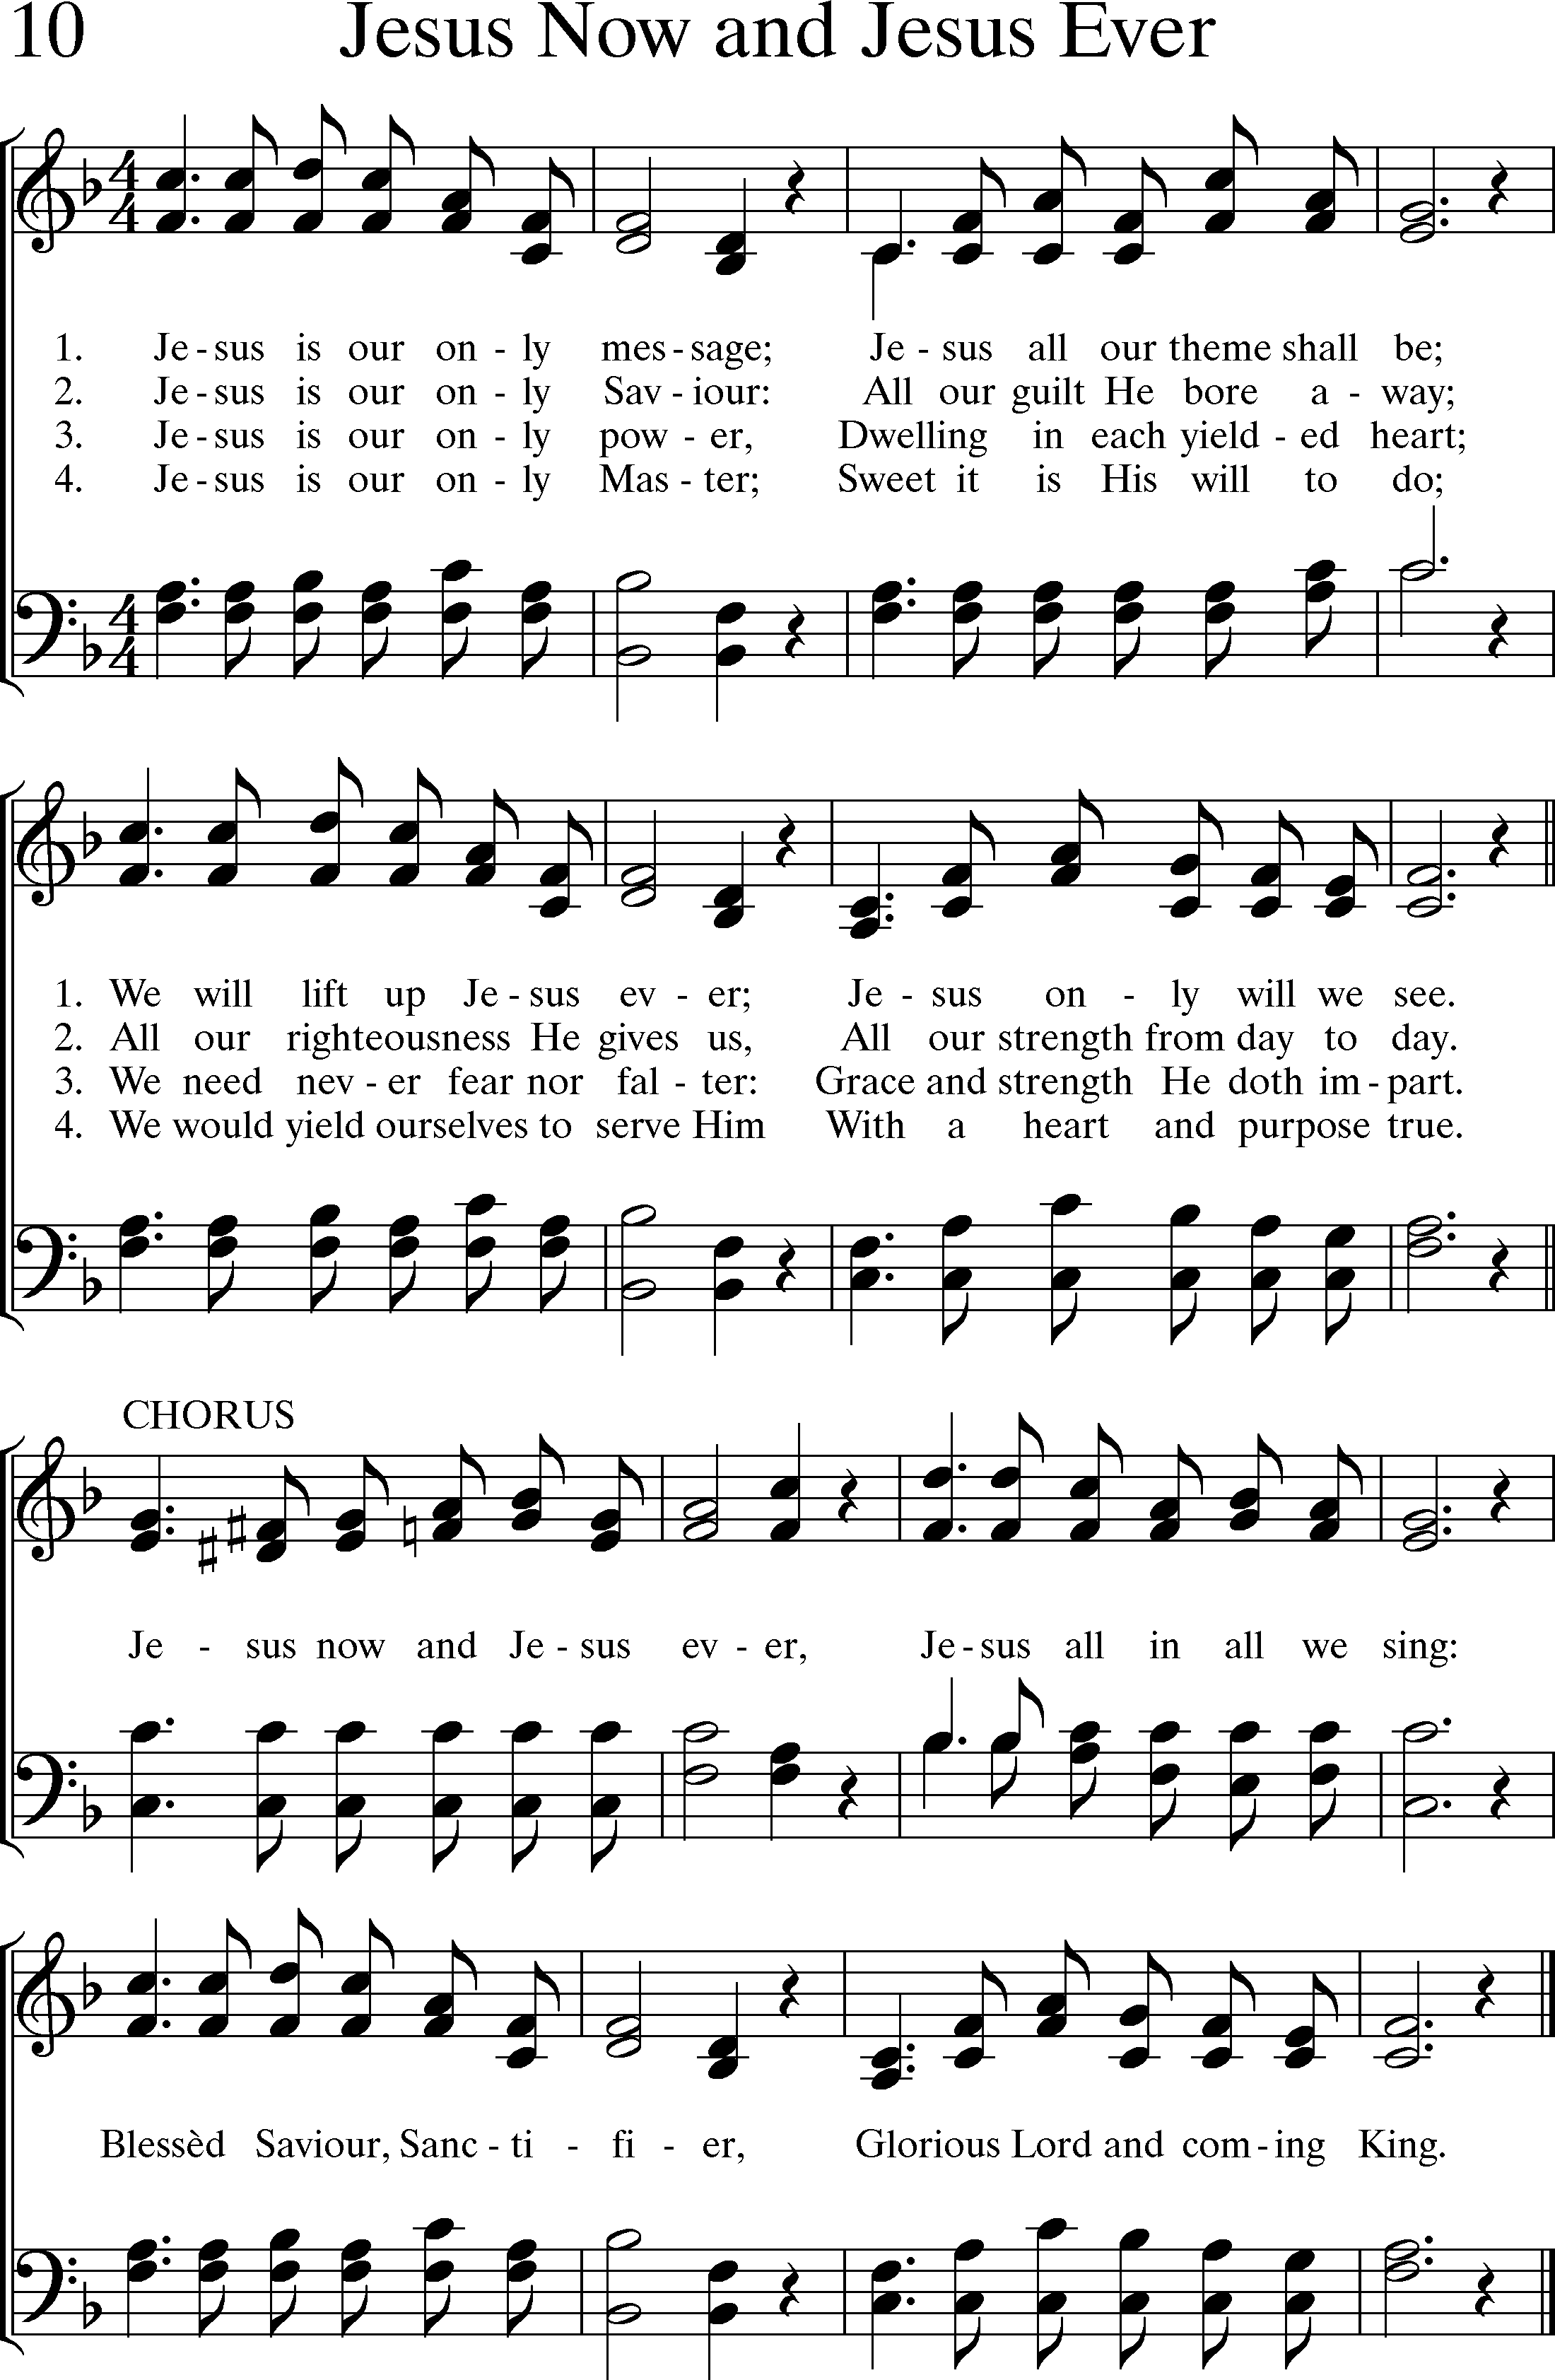 10 Jesus Now and Jesus Ever
4 4
1. Je - sus is our on - ly mes - sage; Je - sus all our theme shall be;
2. Je - sus is our on - ly Sav - iour: All our guilt He bore a - way;
3. Je - sus is our on - ly pow - er, Dwelling in each yield - ed heart;
4. Je - sus is our on - ly Mas - ter; Sweet it is His will to do;
4 4
1. We will lift up Je - sus ev - er; Je - sus on - ly will we see.
2. All our righteousness He gives us, All our strength from day to day.
3. We need nev - er fear nor fal - ter: Grace and strength He doth im - part.
4. We would yield ourselves to serve Him With a heart and purpose true.
CHORUS
Je - sus now and Je - sus ev - er, Je - sus all in all we sing:
Blessèd Saviour, Sanc - ti - fi - er, Glorious Lord and com - ing King.